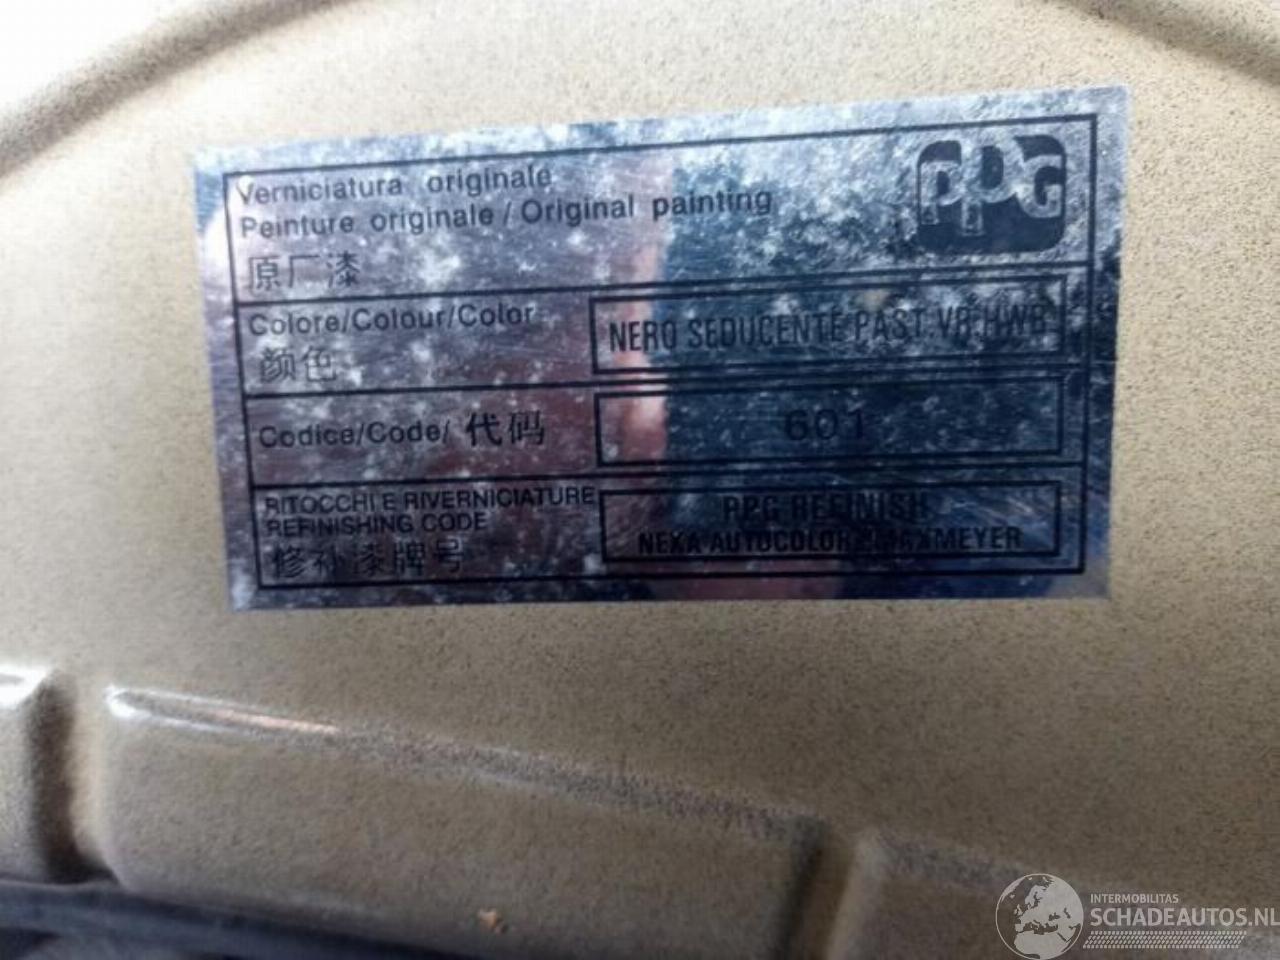 Verniciatura originale
Peinture originale / Original painting
原厂漆
PPG
Colore/Colour/Color
颜色
NERO SEDUCENTE PAST. VR HWB
Codice/Code/ 代码
601
RITOCCHI E RIVERNICIATURE
REFINISHING CODE
修补漆牌号
PPG REFINISH
NEXA AUTOCOLOR MAXMEYER
INTERMOBILITAS
SCHADEAUTOS.NL